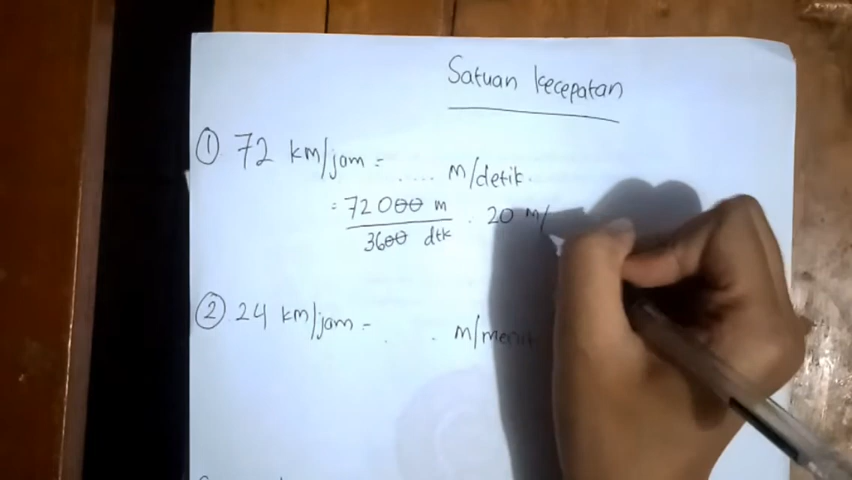 Satuan kecepatan
① 72 km/jam = .... m/detik.
= 72000 m . 20 m/
3600 dtk
② 24 km/jam = . . m/menit